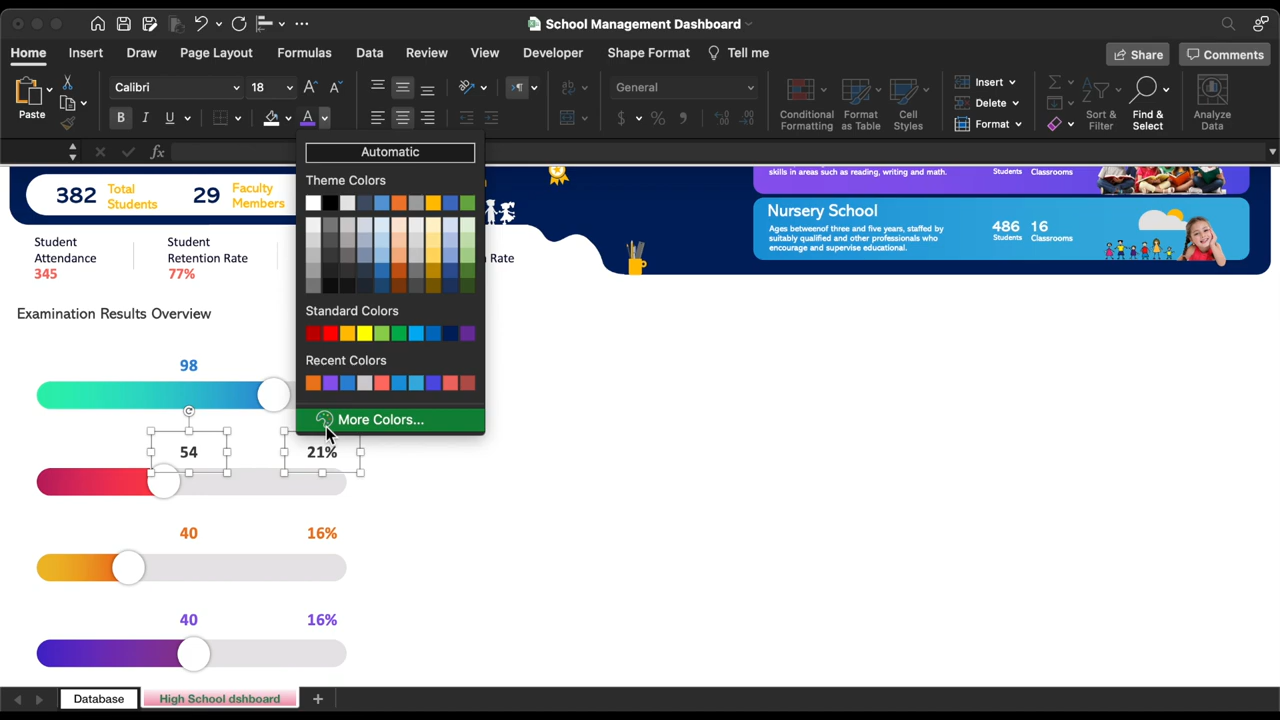 School Management Dashboard
Home Insert Draw Page Layout Formulas Data Review View Developer Shape Format Tell me
Share Comments
Paste
Calibri 18
B I U A
General
$ %
Conditional Formatting
Format as Table
Cell Styles
Insert
Delete
Format
Sort & Filter
Find & Select
Analyze Data
fx
Automatic
Theme Colors
Standard Colors
Recent Colors
More Colors...
382 Total Students
29 Faculty Members
Student Attendance
345
Student Retention Rate
77%
Rate
Examination Results Overview
98
54 21%
40 16%
40 16%
skills in areas such as reading, writing and math.
Students Classrooms
Nursery School
Ages betweenof three and five years, staffed by
suitably qualified and other professionals who
encourage and supervise educational.
486 16
Students Classrooms
Database High School dshboard